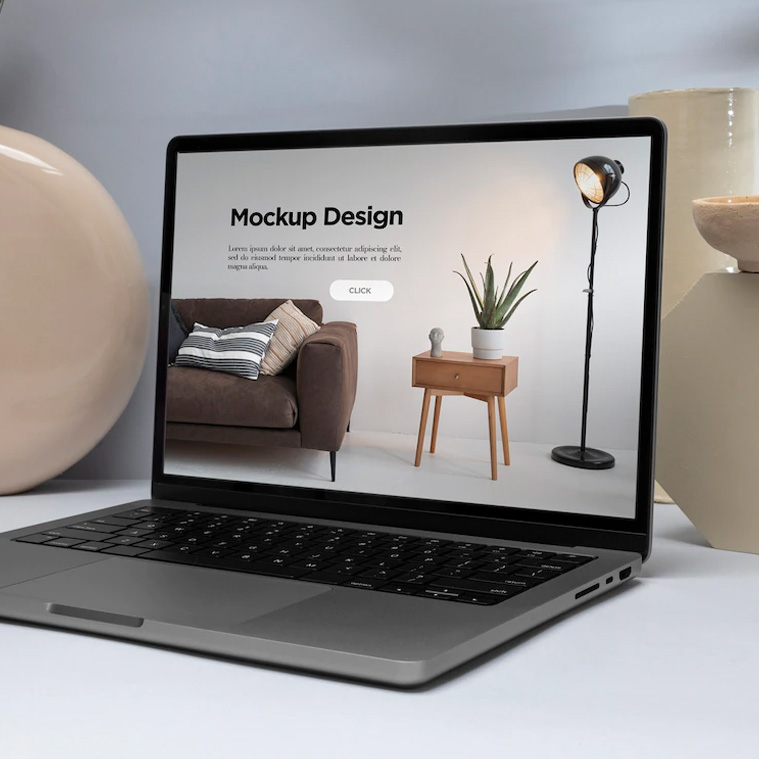 Mockup Design
Lorem ipsum dolor sit amet, consectetur adipiscing elit,
sed do eiusmod tempor incididunt ut labore et dolore
magna aliqua.
CLICK